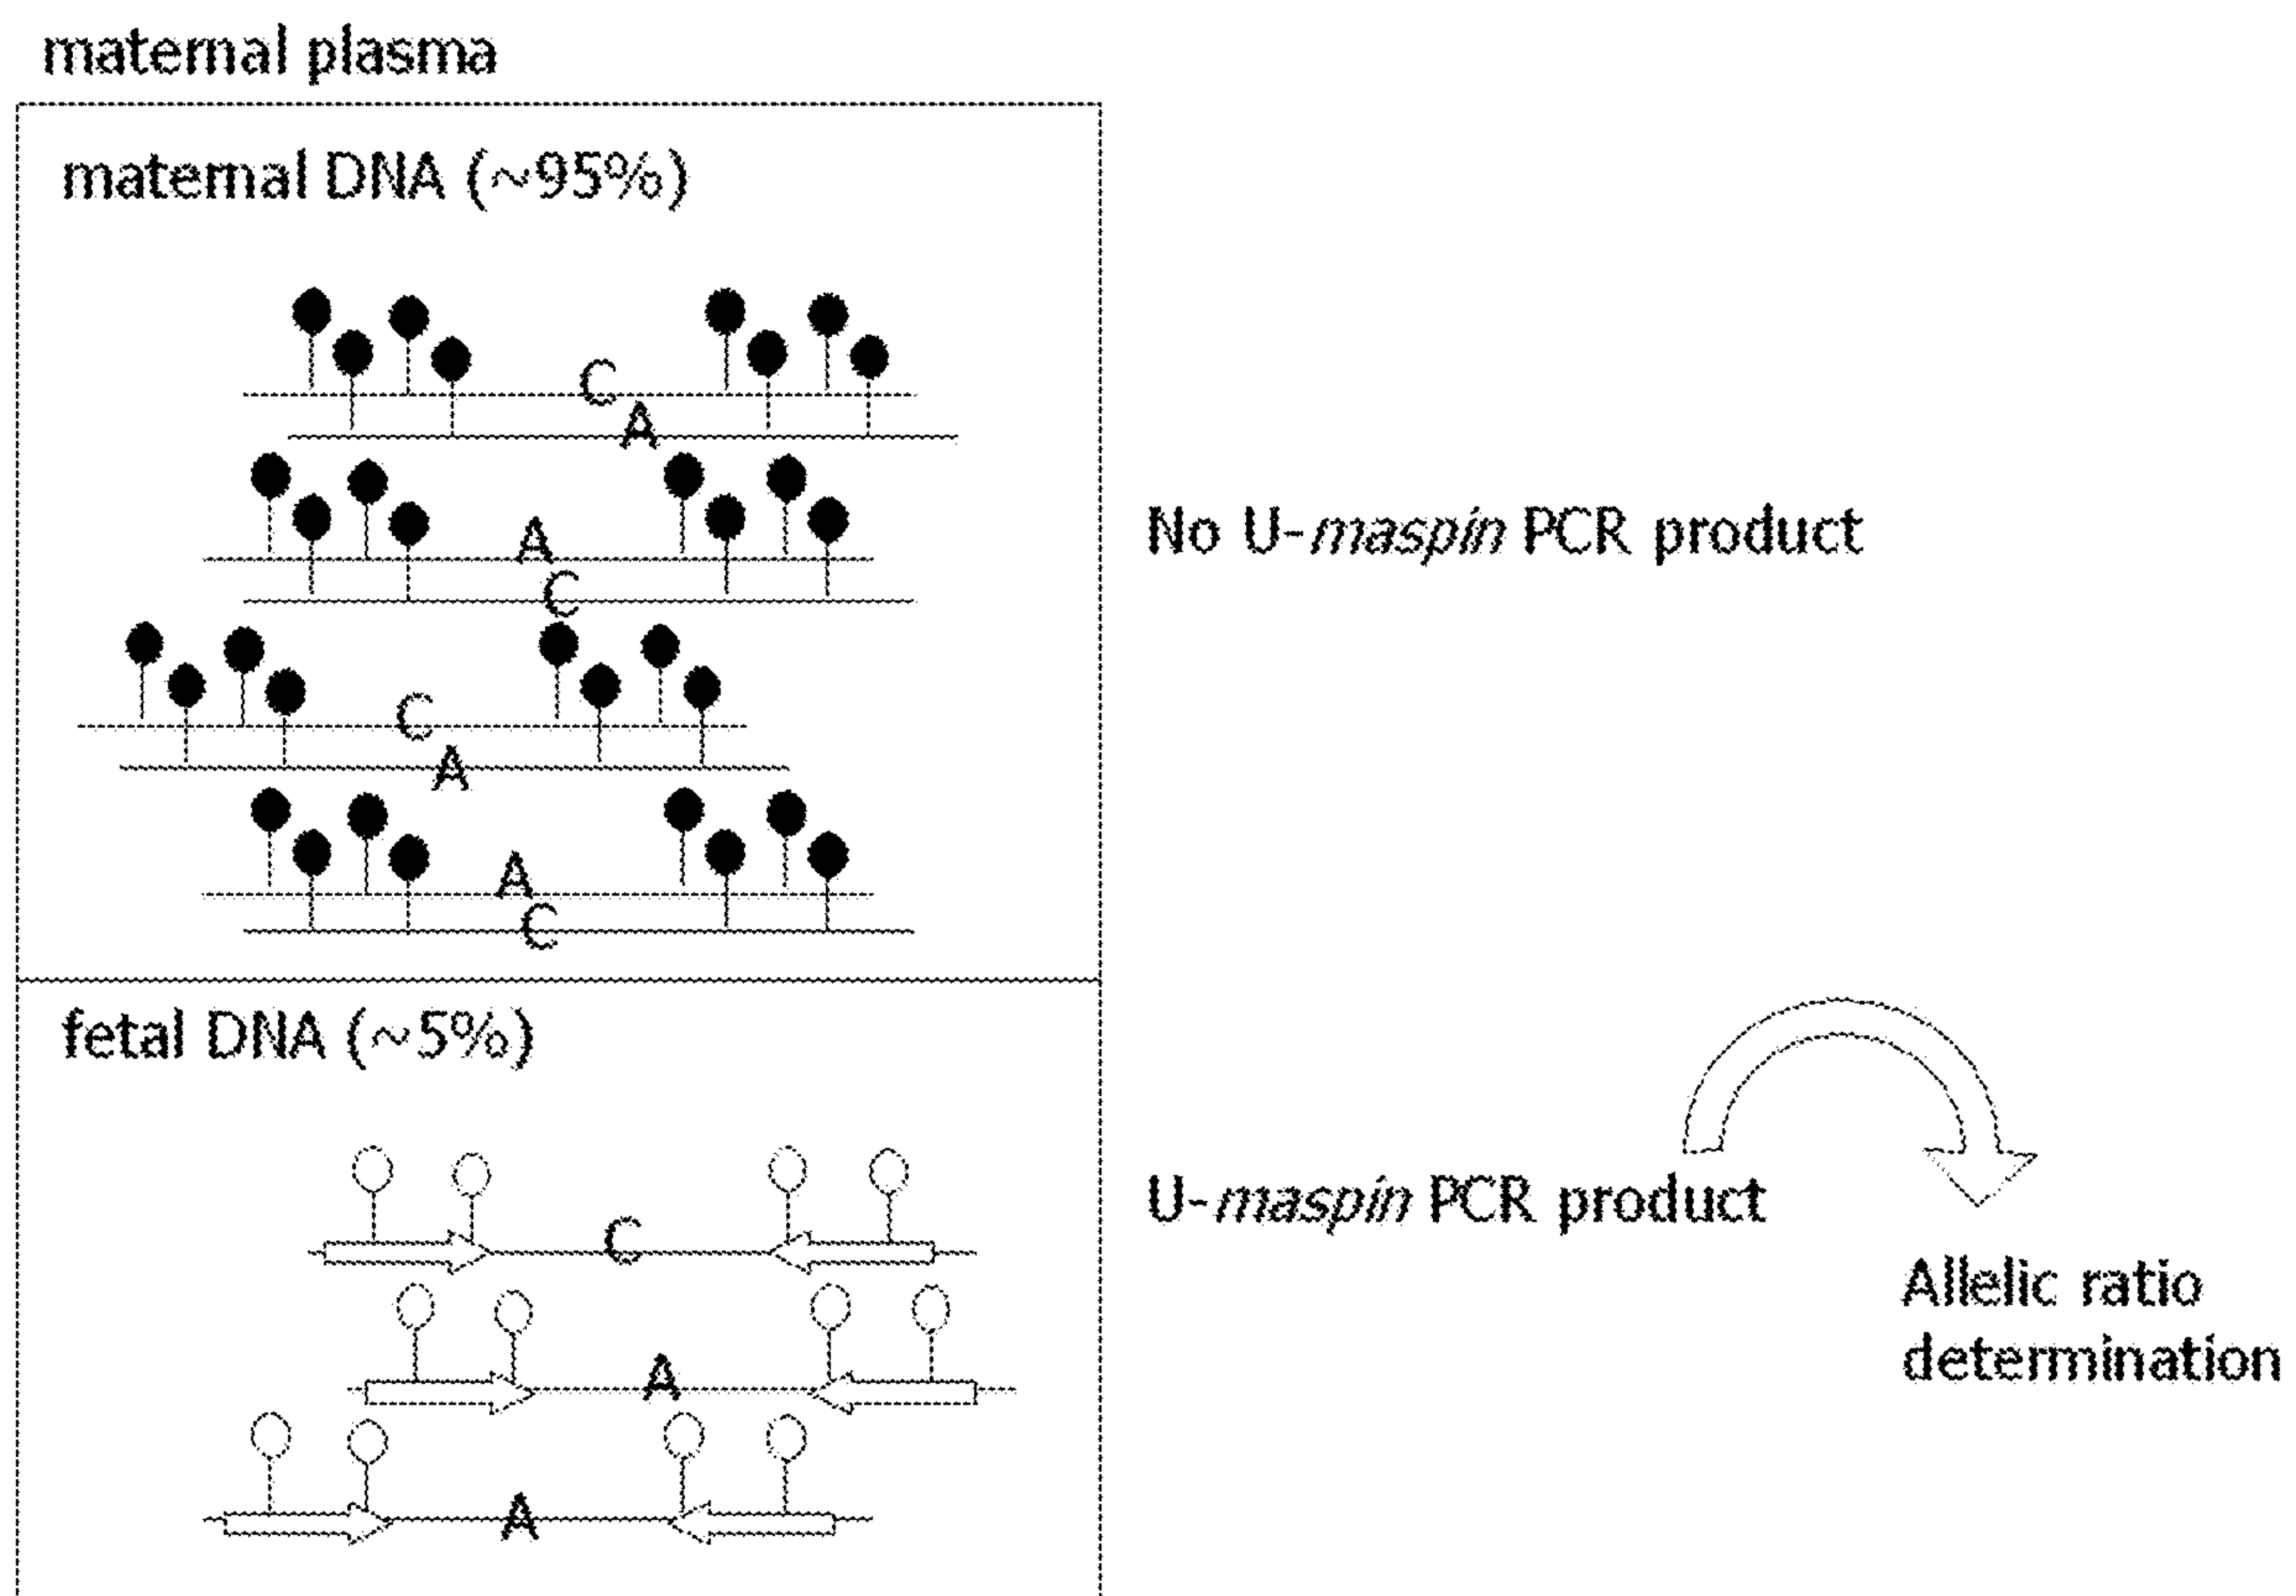 maternal plasma
maternal DNA (~95%)
C
A
A
C
No U-maspin PCR product
C
A
A
C
fetal DNA (~5%)
C
U-maspin PCR product
A
Allelic ratio
determination
A